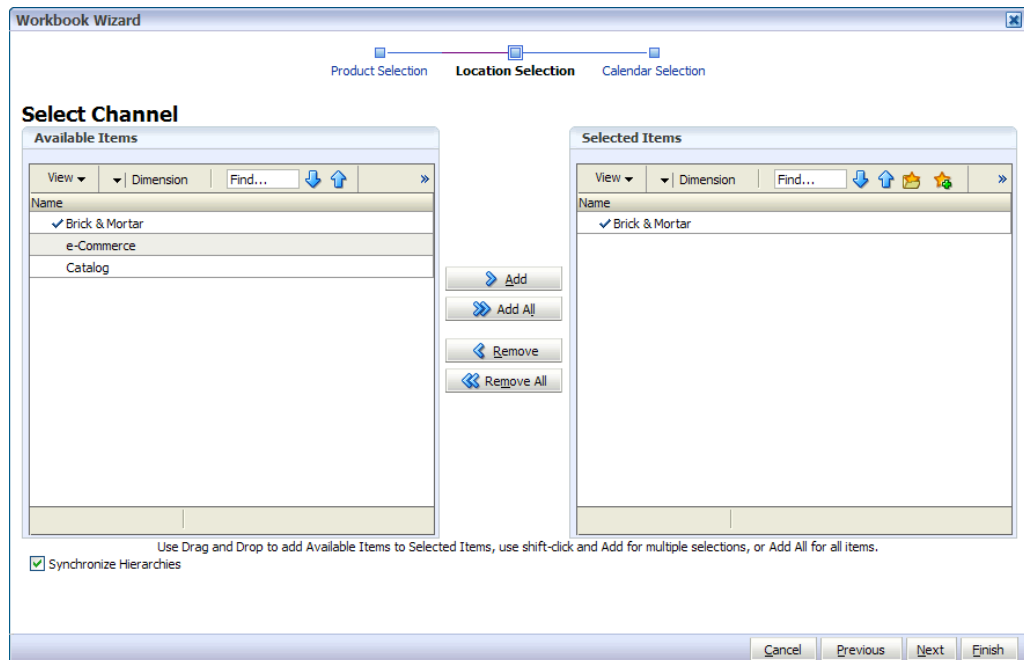 Workbook Wizard
Product Selection Location Selection Calendar Selection
Select Channel
Available Items
View Dimension Find... »
Name
Brick & Mortar
e-Commerce
Catalog
Add
Add All
Remove
Remove All
Selected Items
View Dimension Find... »
Name
Brick & Mortar
Use Drag and Drop to add Available Items to Selected Items, use shift-click and Add for multiple selections, or Add All for all items.
Synchronize Hierarchies
Cancel Previous Next Finish